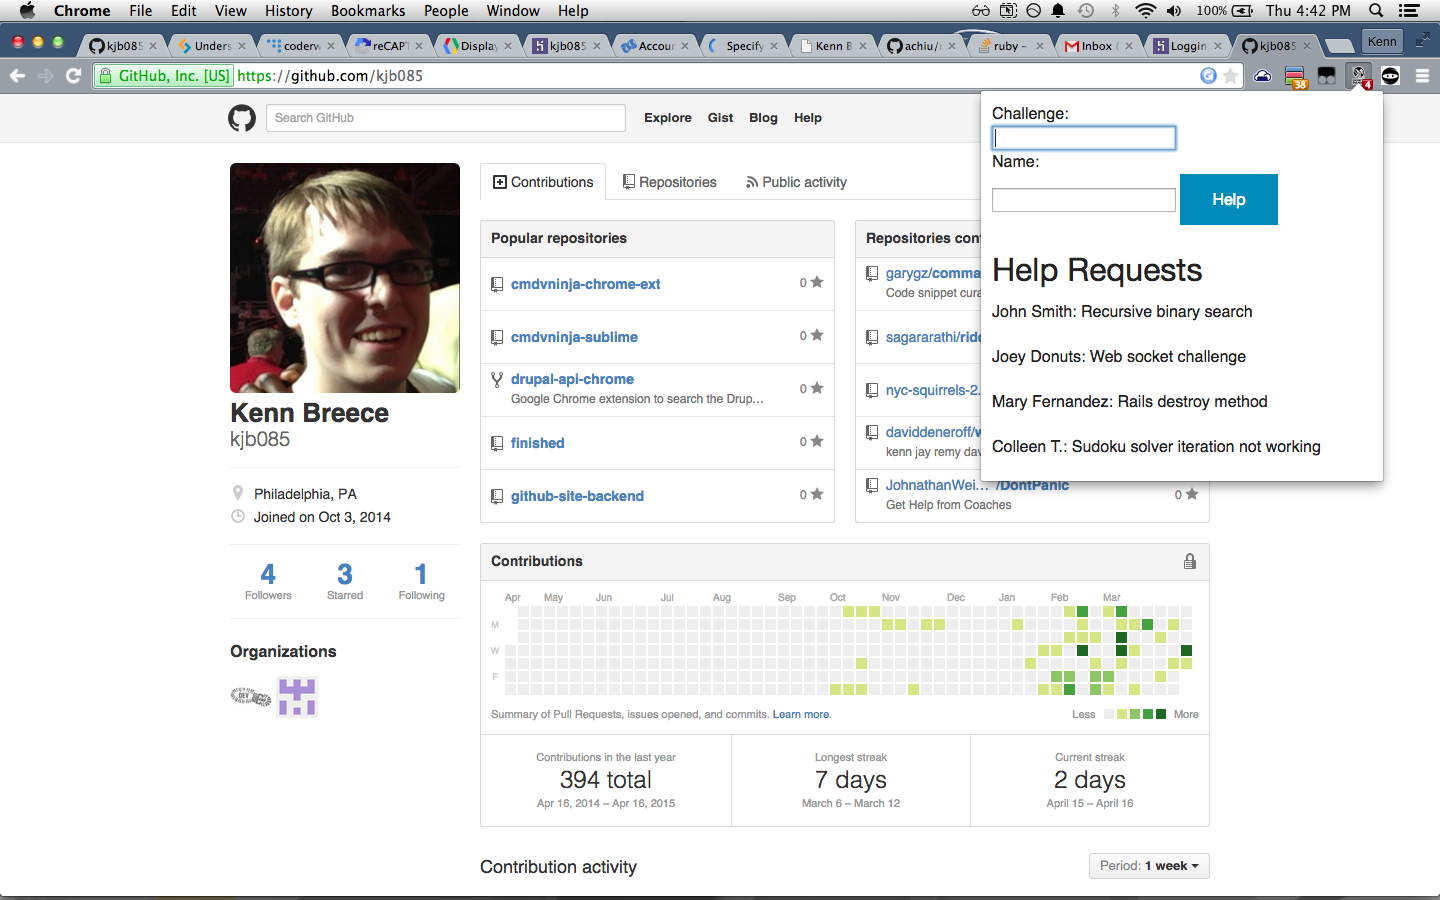 Chrome File Edit View History Bookmarks People Window Help 100% Thu 4:42 PM
kjb085 Unders coderw reCAPT Display kjb085 Accoun Specify Kenn B achiu/r ruby - Inbox ( Loggin kjb085 Kenn
GitHub, Inc. [US] https://github.com/kjb085 38 4
Search GitHub Explore Gist Blog Help
Challenge:
Name:
Help
Help Requests
John Smith: Recursive binary search
Joey Donuts: Web socket challenge
Mary Fernandez: Rails destroy method
Colleen T.: Sudoku solver iteration not working
Kenn Breece
kjb085
Philadelphia, PA
Joined on Oct 3, 2014
4 3 1
Followers Starred Following
Organizations
DEV
Contributions Repositories Public activity
Popular repositories
cmdvninja-chrome-ext 0
cmdvninja-sublime 0
drupal-api-chrome 0
Google Chrome extension to search the Drup…
finished 0
github-site-backend 0
Repositories con
garygz/comma
Code snippet cura
sagararathi/rid
nyc-squirrels-2.
daviddeneroff/w
kenn jay remy dav
JohnathanWei… /DontPanic 0
Get Help from Coaches
Contributions
Apr May Jun Jul Aug Sep Oct Nov Dec Jan Feb Mar
M
W
F
Summary of Pull Requests, issues opened, and commits. Learn more. Less More
Contributions in the last year
394 total
Apr 16, 2014 – Apr 16, 2015
Longest streak
7 days
March 6 – March 12
Current streak
2 days
April 15 – April 16
Contribution activity Period: 1 week